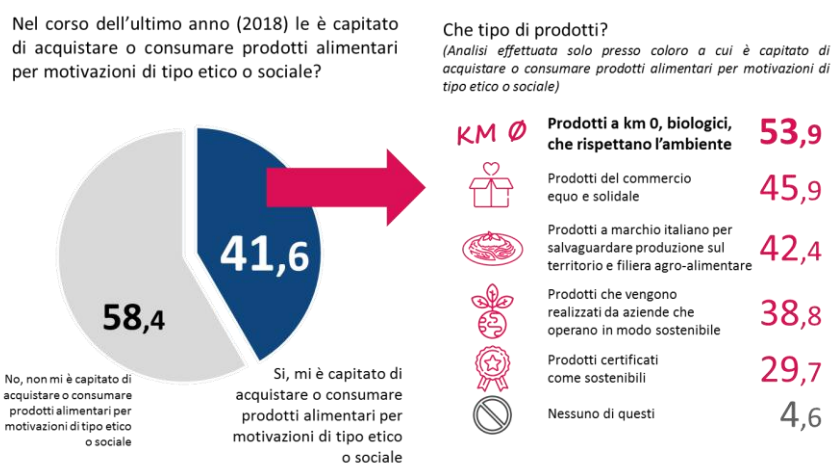 Nel corso dell'ultimo anno (2018) le è capitato
di acquistare o consumare prodotti alimentari
per motivazioni di tipo etico o sociale?
41,6
58,4
No, non mi è capitato di
acquistare o consumare
prodotti alimentari per
motivazioni di tipo etico
o sociale
Si, mi è capitato di
acquistare o consumare
prodotti alimentari per
motivazioni di tipo etico
o sociale
Che tipo di prodotti?
(Analisi effettuata solo presso coloro a cui è capitato di
acquistare o consumare prodotti alimentari per motivazioni di
tipo etico o sociale)
KM Ø
Prodotti a km 0, biologici,
che rispettano l'ambiente
53,9
Prodotti del commercio
equo e solidale
45,9
Prodotti a marchio italiano per
salvaguardare produzione sul
territorio e filiera agro-alimentare
42,4
Prodotti che vengono
realizzati da aziende che
operano in modo sostenibile
38,8
Prodotti certificati
come sostenibili
29,7
Nessuno di questi
4,6